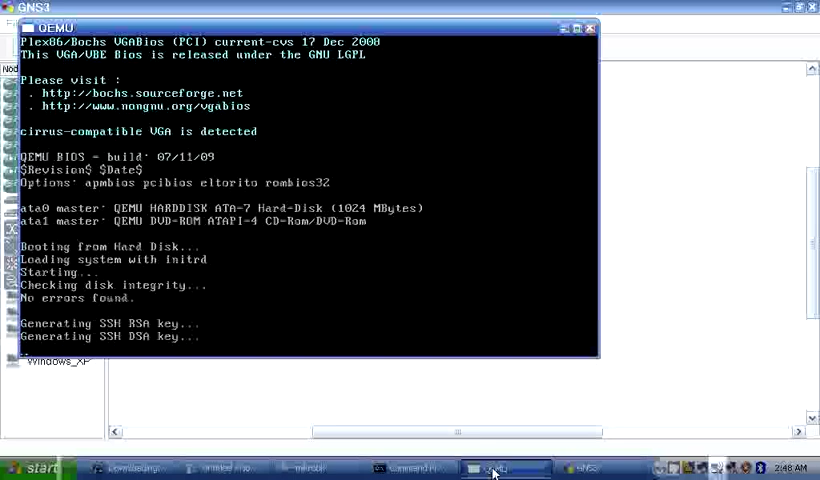 GNS3
QEMU
Plex86/Bochs VGABios (PCI) current-cvs 17 Dec 2008
This VGA/VBE Bios is released under the GNU LGPL
Please visit :
. http://bochs.sourceforge.net
. http://www.nongnu.org/vgabios
cirrus-compatible VGA is detected
QEMU BIOS - build: 07/11/09
$Revision$ $Date$
Options: apmbios pcibios eltorito rombios32
ata0 master: QEMU HARDDISK ATA-7 Hard-Disk (1024 MBytes)
ata1 master: QEMU DVD-ROM ATAPI-4 CD-Rom/DVD-Rom
Booting from Hard Disk...
Loading system with initrd
Starting...
Checking disk integrity...
No errors found.
Generating SSH RSA key...
Generating SSH DSA key...
Nod
Windows_XP
start
mikrotik
QEMU
GNS3
2:48 AM